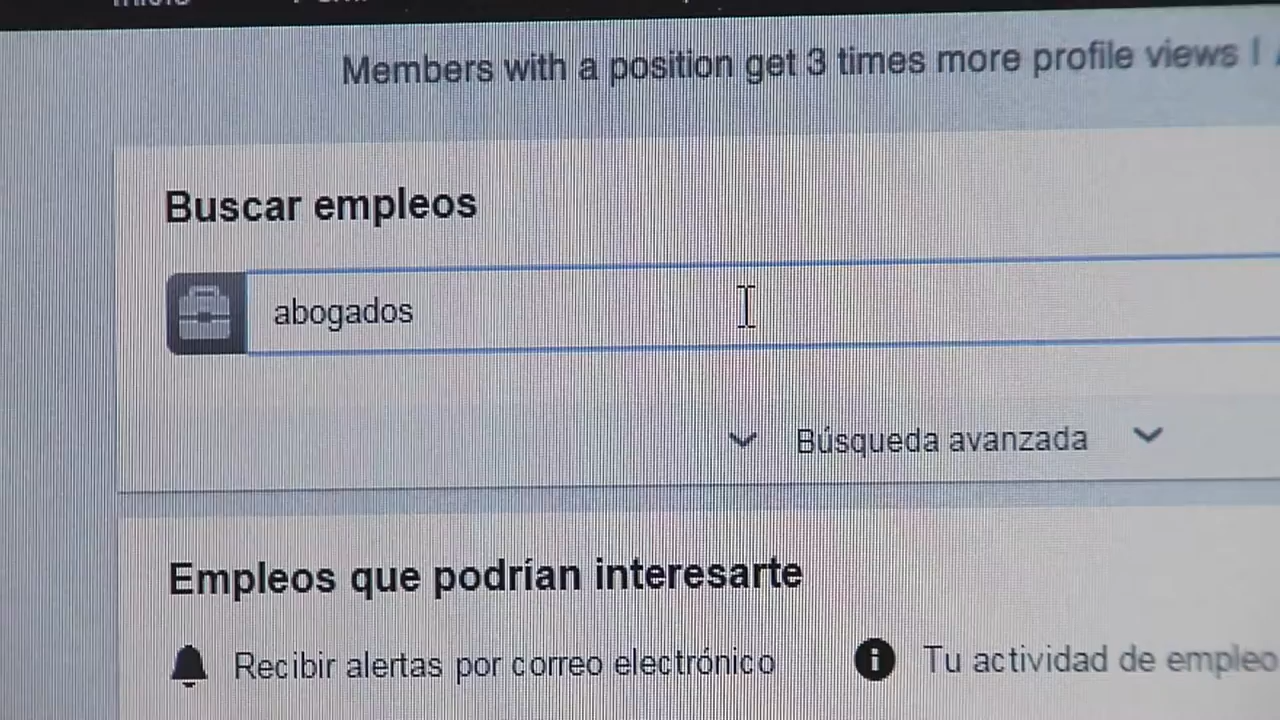 Members with a position get 3 times more profile views |
Buscar empleos
abogados
Búsqueda avanzada
Empleos que podrían interesarte
Recibir alertas por correo electrónico
Tu actividad de empleo